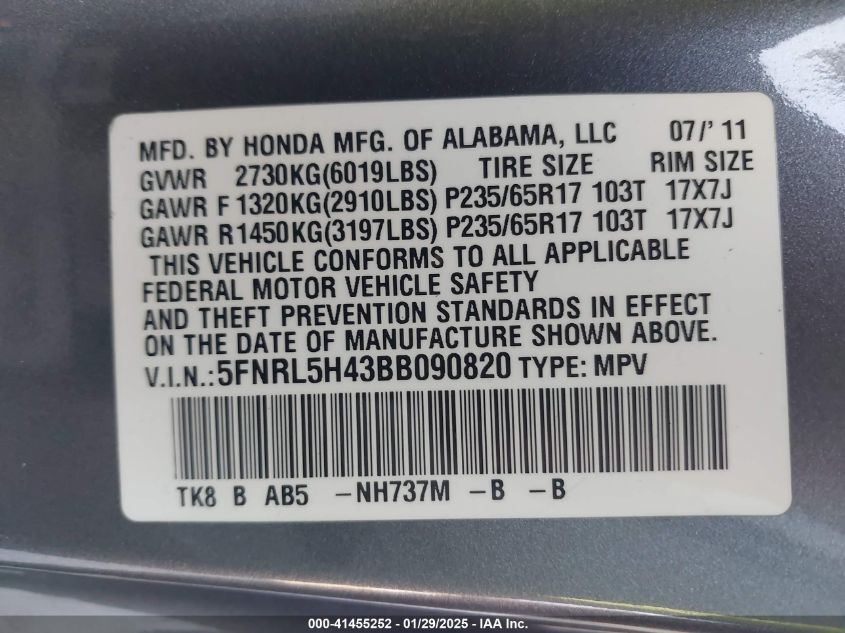 MFD. BY HONDA MFG. OF ALABAMA, LLC 07/'11
GVWR 2730KG(6019LBS) TIRE SIZE RIM SIZE
GAWR F 1320KG(2910LBS) P235/65R17 103T 17X7J
GAWR R1450KG(3197LBS) P235/65R17 103T 17X7J
THIS VEHICLE CONFORMS TO ALL APPLICABLE
FEDERAL MOTOR VEHICLE SAFETY
AND THEFT PREVENTION STANDARDS IN EFFECT
ON THE DATE OF MANUFACTURE SHOWN ABOVE.
V.I.N.:5FNRL5H43BB090820 TYPE: MPV
TK8 B AB5 -NH737M -B -B
000-41455252 - 01/29/2025 - IAA Services, Inc.